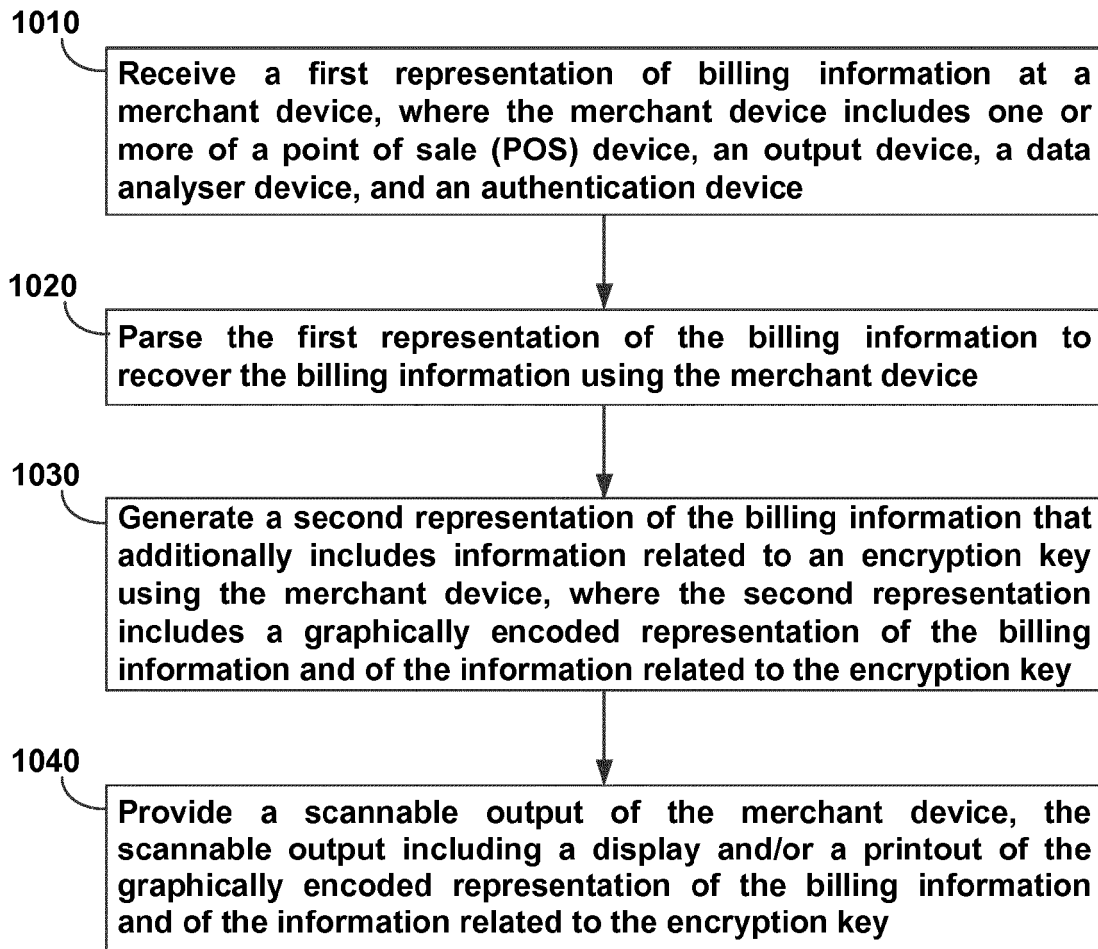 1010
Receive a first representation of billing information at a
merchant device, where the merchant device includes one or
more of a point of sale (POS) device, an output device, a data
analyser device, and an authentication device
1020
Parse the first representation of the billing information to
recover the billing information using the merchant device
1030
Generate a second representation of the billing information that
additionally includes information related to an encryption key
using the merchant device, where the second representation
includes a graphically encoded representation of the billing
information and of the information related to the encryption key
1040
Provide a scannable output of the merchant device, the
scannable output including a display and/or a printout of the
graphically encoded representation of the billing information
and of the information related to the encryption key